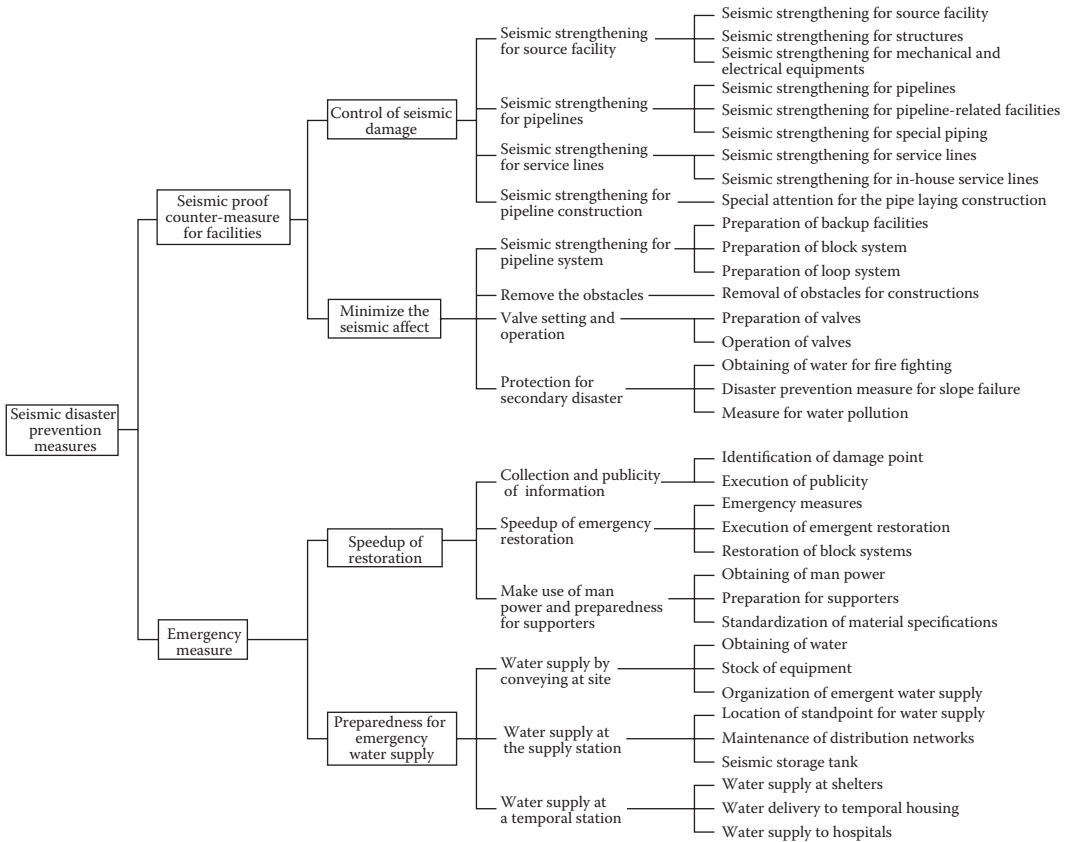 Seismic disaster
prevention
measures
Seismic proof
counter-measure
for facilities
Control of seismic
damage
Seismic strengthening
for source facility
Seismic strengthening for source facility
Seismic strengthening for structures
Seismic strengthening for mechanical and
electrical equipments
Seismic strengthening
for pipelines
Seismic strengthening for pipelines
Seismic strengthening for pipeline-related facilities
Seismic strengthening for special piping
Seismic strengthening
for service lines
Seismic strengthening for service lines
Seismic strengthening for in-house service lines
Seismic strengthening for
pipeline construction
Special attention for the pipe laying construction
Minimize the
seismic affect
Seismic strengthening for
pipeline system
Preparation of backup facilities
Preparation of block system
Preparation of loop system
Remove the obstacles
Removal of obstacles for constructions
Valve setting and
operation
Preparation of valves
Operation of valves
Protection for
secondary disaster
Obtaining of water for fire fighting
Disaster prevention measure for slope failure
Measure for water pollution
Emergency
measure
Speedup of
restoration
Collection and publicity
of information
Identification of damage point
Execution of publicity
Speedup of emergency
restoration
Emergency measures
Execution of emergent restoration
Restoration of block systems
Make use of man
power and preparedness
for supporters
Obtaining of man power
Preparation for supporters
Standardization of material specifications
Preparedness for
emergency
water supply
Water supply by
conveying at site
Obtaining of water
Stock of equipment
Organization of emergent water supply
Water supply at
the supply station
Location of standpoint for water supply
Maintenance of distribution networks
Seismic storage tank
Water supply at
a temporal station
Water supply at shelters
Water delivery to temporal housing
Water supply to hospitals